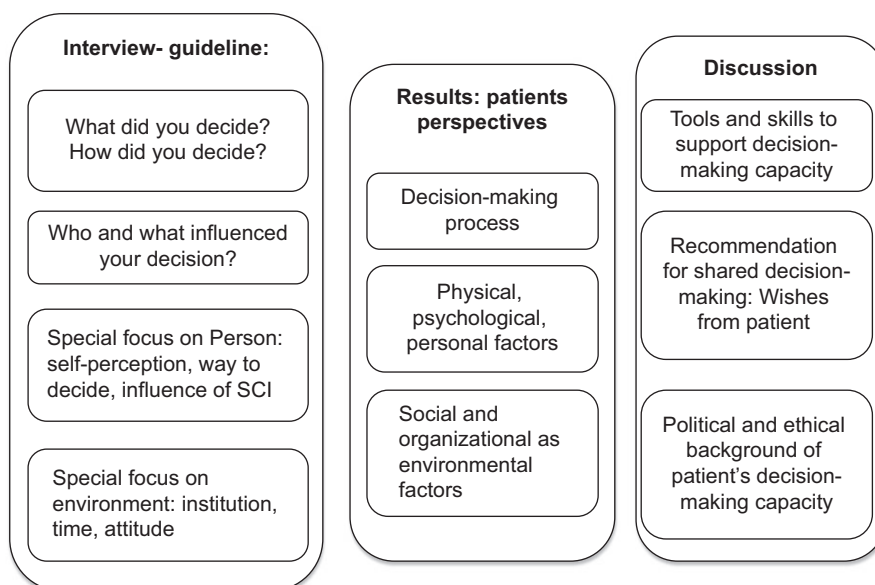 Interview- guideline:
What did you decide?
How did you decide?
Who and what influenced
your decision?
Special focus on Person:
self-perception, way to
decide, influence of SCI
Special focus on
environment: institution,
time, attitude
Results: patients
perspectives
Decision-making
process
Physical,
psychological,
personal factors
Social and
organizational as
environmental
factors
Discussion
Tools and skills to
support decision-
making capacity
Recommendation
for shared decision-
making: Wishes
from patient
Political and ethical
background of
patient’s decision-
making capacity